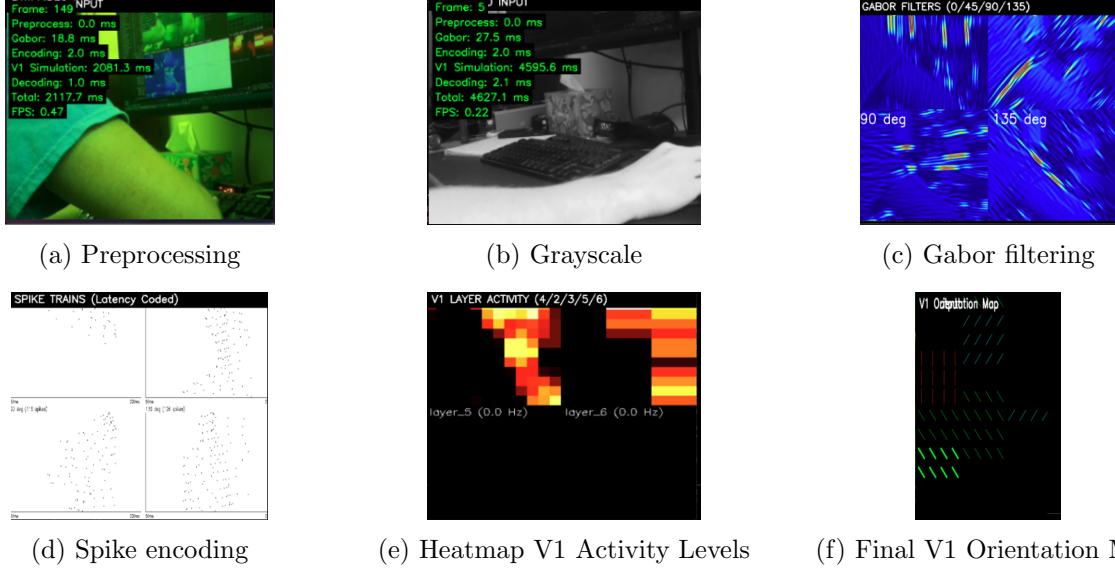 INPUT
Frame: 149
Preprocess: 0.0 ms
Gabor: 18.8 ms
Encoding: 2.0 ms
V1 Simulation: 2081.3 ms
Decoding: 1.0 ms
Total: 2117.7 ms
FPS: 0.47
INPUT
Frame: 5
Preprocess: 0.0 ms
Gabor: 27.5 ms
Encoding: 2.0 ms
V1 Simulation: 4595.6 ms
Decoding: 2.1 ms
Total: 4627.1 ms
FPS: 0.22
GABOR FILTERS (0/45/90/135)
90 deg
135 deg
(a) Preprocessing
(b) Grayscale
(c) Gabor filtering
SPIKE TRAINS (Latency Coded)
V1 LAYER ACTIVITY (4/2/3/5/6)
layer_5 (0.0 Hz)
layer_6 (0.0 Hz)
V1 Orientation Map
(d) Spike encoding
(e) Heatmap V1 Activity Levels
(f) Final V1 Orientation M